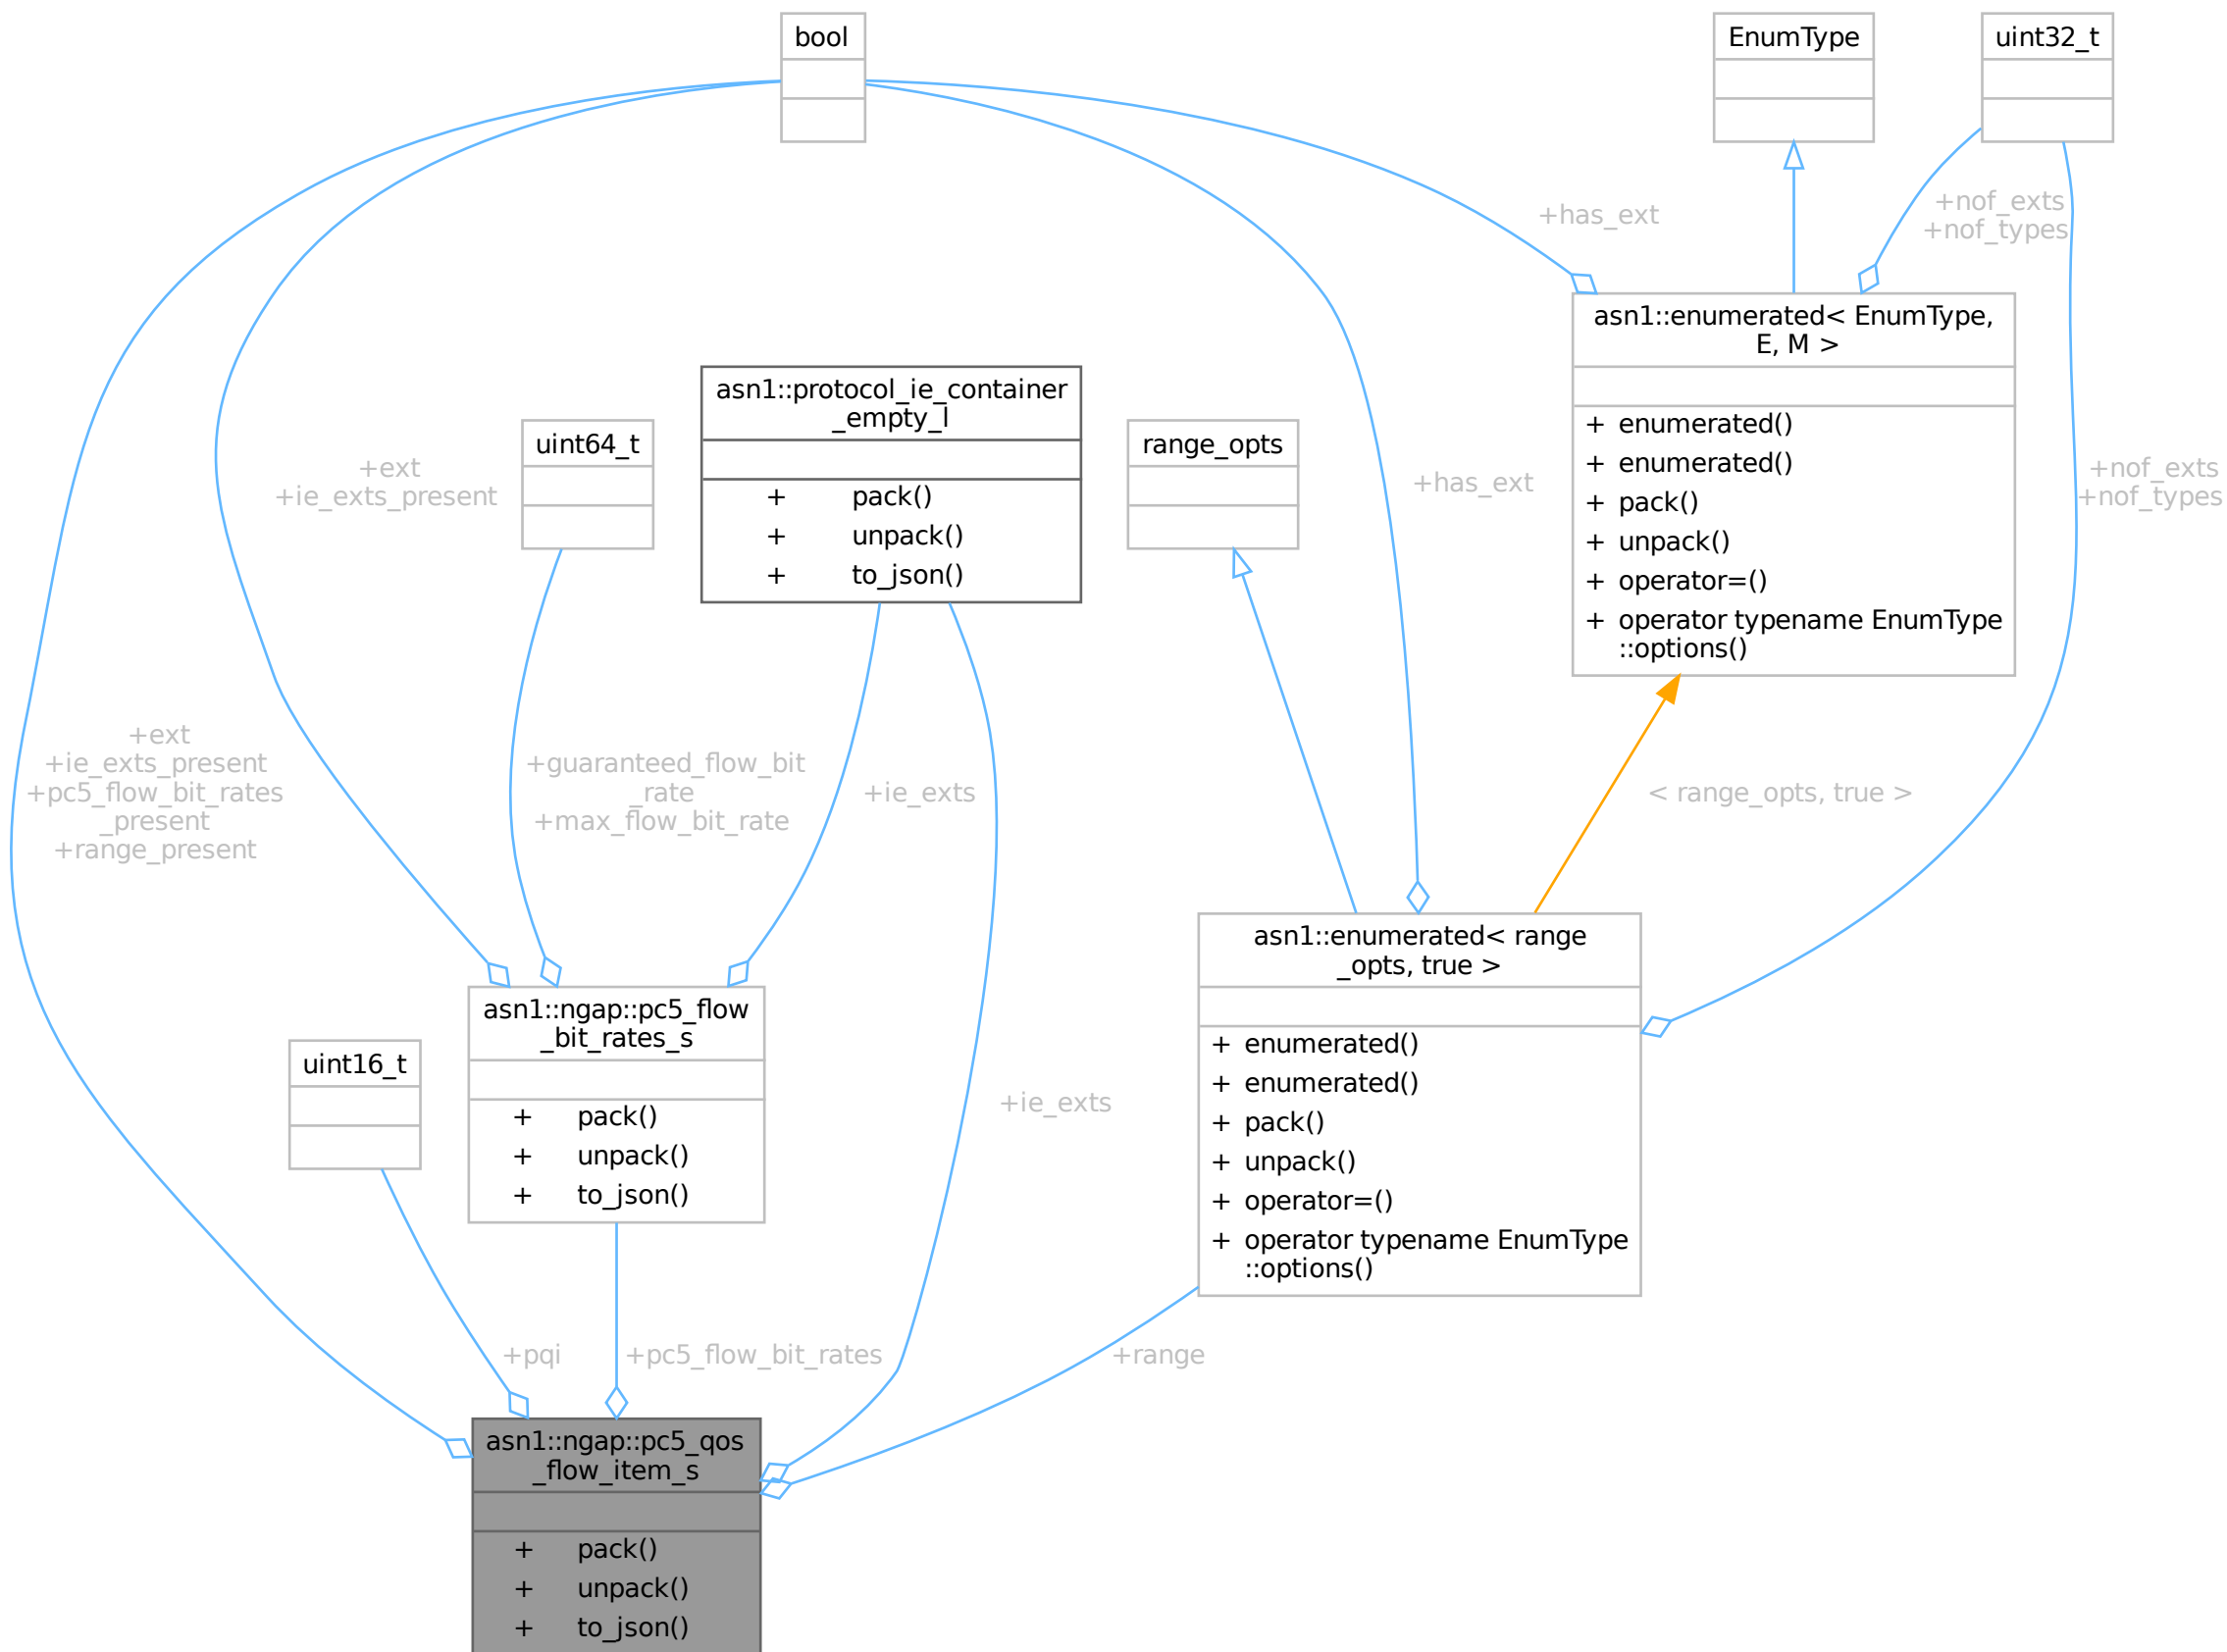 bool
EnumType
uint32_t
+has_ext
+nof_exts
+nof_types
asn1::enumerated< EnumType,
E, M >
+ enumerated()
+ enumerated()
+ pack()
+ unpack()
+ operator=()
+ operator typename EnumType
::options()
asn1::protocol_ie_container
_empty_l
+ pack()
+ unpack()
+ to_json()
uint64_t
range_opts
+ext
+ie_exts_present
+has_ext
+nof_exts
+nof_types
+ext
+ie_exts_present
+pc5_flow_bit_rates
_present
+range_present
+guaranteed_flow_bit
_rate
+max_flow_bit_rate
+ie_exts
< range_opts, true >
asn1::enumerated< range
_opts, true >
+ enumerated()
+ enumerated()
+ pack()
+ unpack()
+ operator=()
+ operator typename EnumType
::options()
asn1::ngap::pc5_flow
_bit_rates_s
+ pack()
+ unpack()
+ to_json()
uint16_t
+ie_exts
+pqi
+pc5_flow_bit_rates
+range
asn1::ngap::pc5_qos
_flow_item_s
+ pack()
+ unpack()
+ to_json()